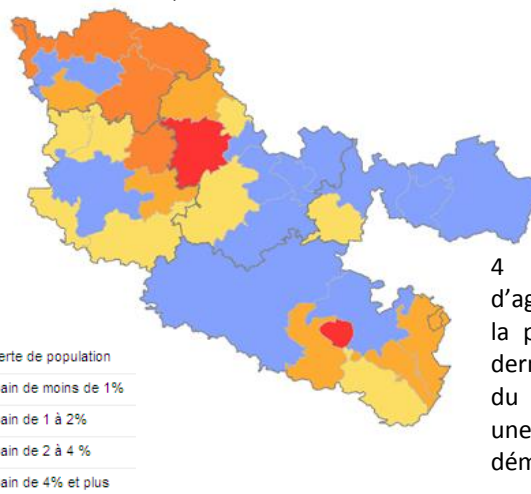 erte de population
ain de moins de 1%
ain de 1 à 2%
ain de 2 à 4 %
ain de 4% et plus
4
d'ag
la p
dern
du
une
dém